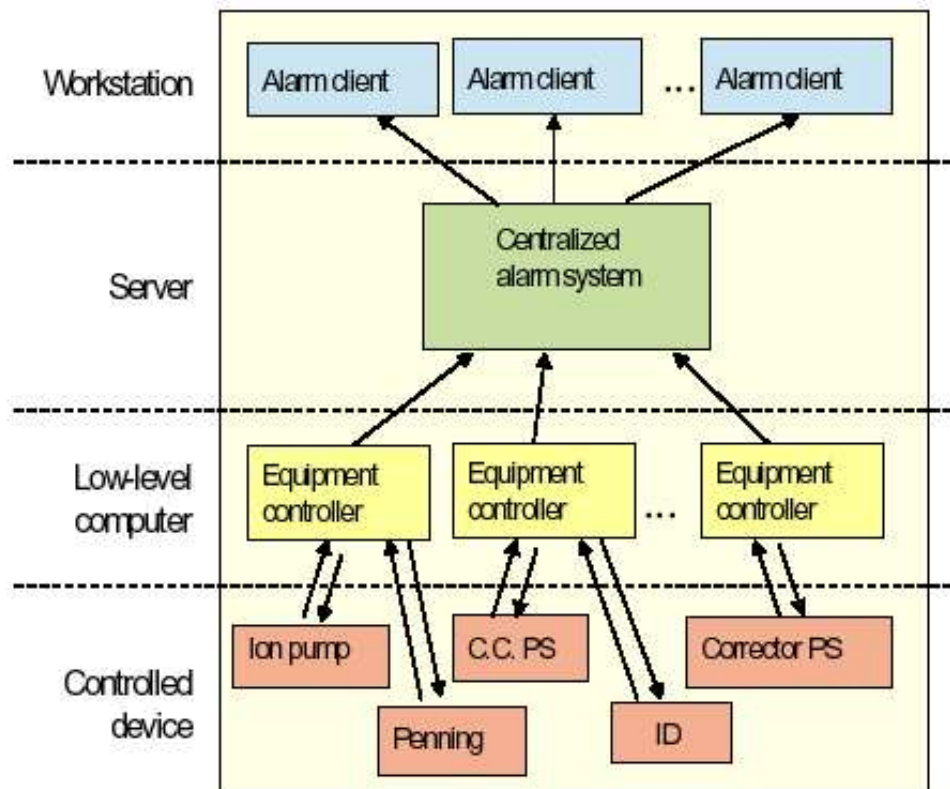 Workstation
Alarm client
Alarm client
...
Alarm client
Server
Centralized
alarm system
Low-level
computer
Equipment
controller
Equipment
controller
...
Equipment
controller
Controlled
device
Ion pump
C.C. PS
Corrector PS
Penning
ID